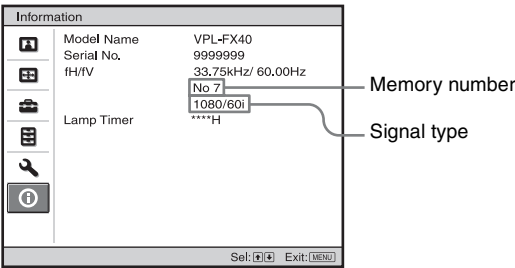 Information
Model Name VPL-FX40
Serial No. 9999999
fH/fV 33.75kHz/ 60.00Hz
No 7
Memory number
1080/60i
Signal type
Lamp Timer ****H
Sel: Exit: MENU